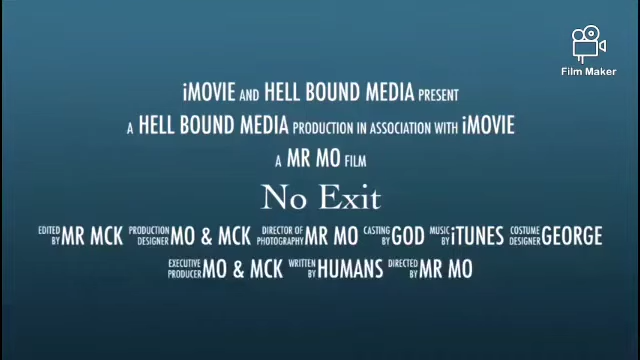 Film Maker
iMOVIE AND HELL BOUND MEDIA PRESENT
A HELL BOUND MEDIA PRODUCTION IN ASSOCIATION WITH iMOVIE
A MR MO FILM
No Exit
EDITED BY MR MCK PRODUCTION DESIGNER MO & MCK DIRECTOR OF PHOTOGRAPHY MR MO CASTING BY GOD MUSIC BY iTUNES COSTUME DESIGNER GEORGE
EXECUTIVE PRODUCER MO & MCK WRITTEN BY HUMANS DIRECTED BY MR MO